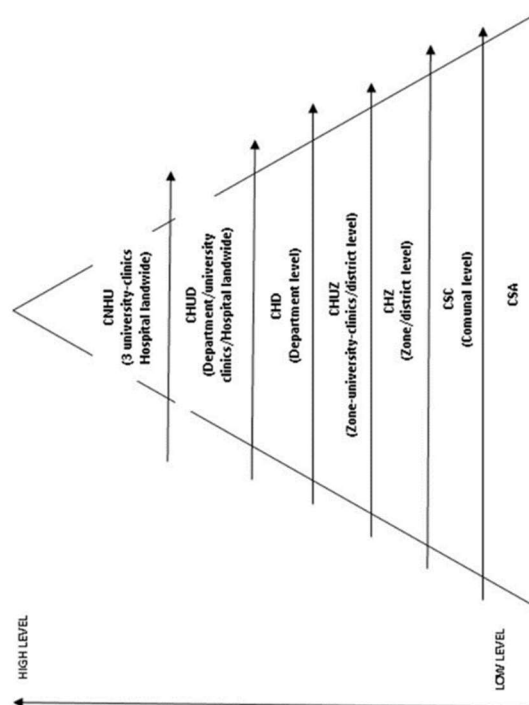 HIGH LEVEL
CNHU
(3 university-clinics
Hospital landwide)
CHUD
(Department/university
clinics/Hospital landwide)
CHD
(Department level)
CHUZ
(Zone-university-clinics/district level)
CHZ
(Zone/district level)
CSC
(Comunal level)
CSA
LOW LEVEL